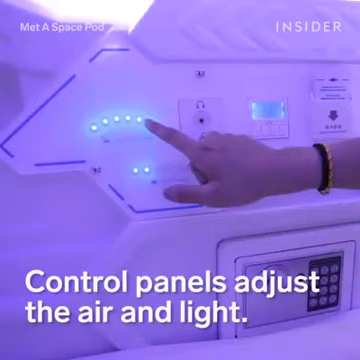 Met A Space Pod
INSIDER
Control panels adjust
the air and light.